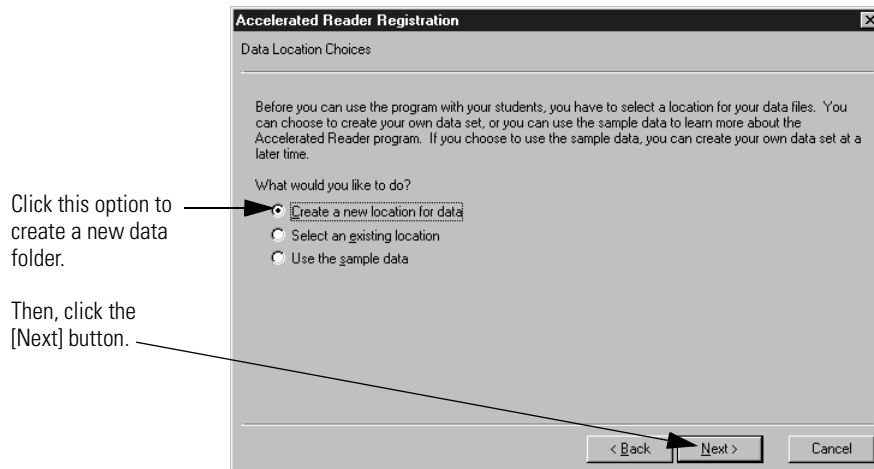 Accelerated Reader Registration
Data Location Choices
Before you can use the program with your students, you have to select a location for your data files. You
can choose to create your own data set, or you can use the sample data to learn more about the
Accelerated Reader program. If you choose to use the sample data, you can create your own data set at a
later time.
What would you like to do?
Click this option to
create a new data
folder.
Create a new location for data
Select an existing location
Use the sample data
Then, click the
[Next] button.
< Back
Next >
Cancel